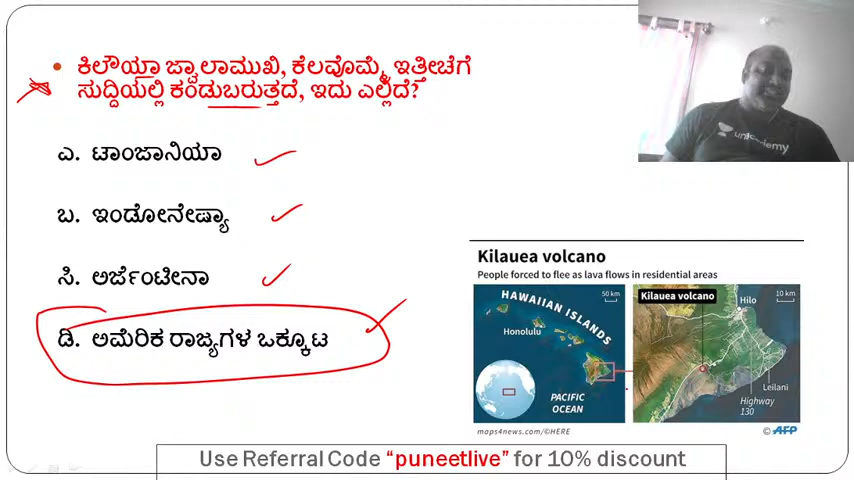 ಕಿಲೌಯಾ ಜ್ವಾಲಾಮುಖಿ, ಕೆಲವೊಮ್ಮೆ ಇತ್ತೀಚೆಗೆ
ಸುದ್ದಿಯಲ್ಲಿ ಕಂಡುಬರುತ್ತದೆ, ಇದು ಎಲ್ಲಿದೆ?
ಎ. ಟಾಂಜಾನಿಯಾ
ಬ. ಇಂಡೋನೇಷ್ಯಾ
ಸಿ. ಅರ್ಜೆಂಟೀನಾ
ಡಿ. ಅಮೆರಿಕ ರಾಜ್ಯಗಳ ಒಕ್ಕೂಟ
unacademy
Kilauea volcano
People forced to flee as lava flows in residential areas
HAWAIIAN ISLANDS
50 km
Honolulu
PACIFIC
OCEAN
Kilauea volcano
10 km
Hilo
Leilani
Highway
130
maps4news.com/©HERE
© AFP
Use Referral Code “puneetlive” for 10% discount